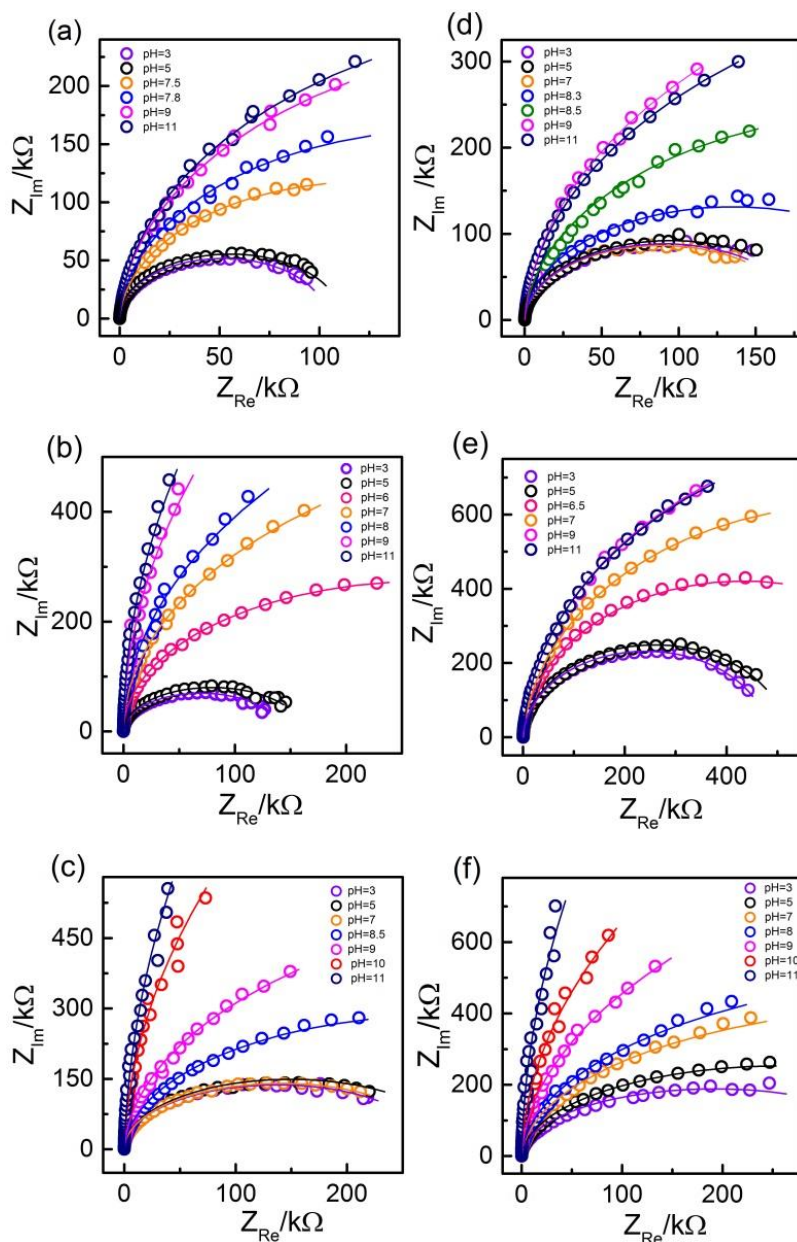 (a)
pH=3
pH=5
pH=7.5
pH=7.8
pH=9
pH=11
200
150
100
50
0
Z_Im/kΩ
0 50 100
Z_Re/kΩ
(d)
pH=3
pH=5
pH=7
pH=8.3
pH=8.5
pH=9
pH=11
300
200
100
0
Z_Im/kΩ
0 50 100 150
Z_Re/kΩ
(b)
pH=3
pH=5
pH=6
pH=7
pH=8
pH=9
pH=11
400
200
0
Z_Im/kΩ
0 100 200
Z_Re/kΩ
(e)
pH=3
pH=5
pH=6.5
pH=7
pH=9
pH=11
600
400
200
0
Z_Im/kΩ
0 200 400
Z_Re/kΩ
(c)
pH=3
pH=5
pH=7
pH=8.5
pH=9
pH=10
pH=11
450
300
150
0
Z_Im/kΩ
0 100 200
Z_Re/kΩ
(f)
pH=3
pH=5
pH=7
pH=8
pH=9
pH=10
pH=11
600
400
200
0
Z_Im/kΩ
0 100 200
Z_Re/kΩ